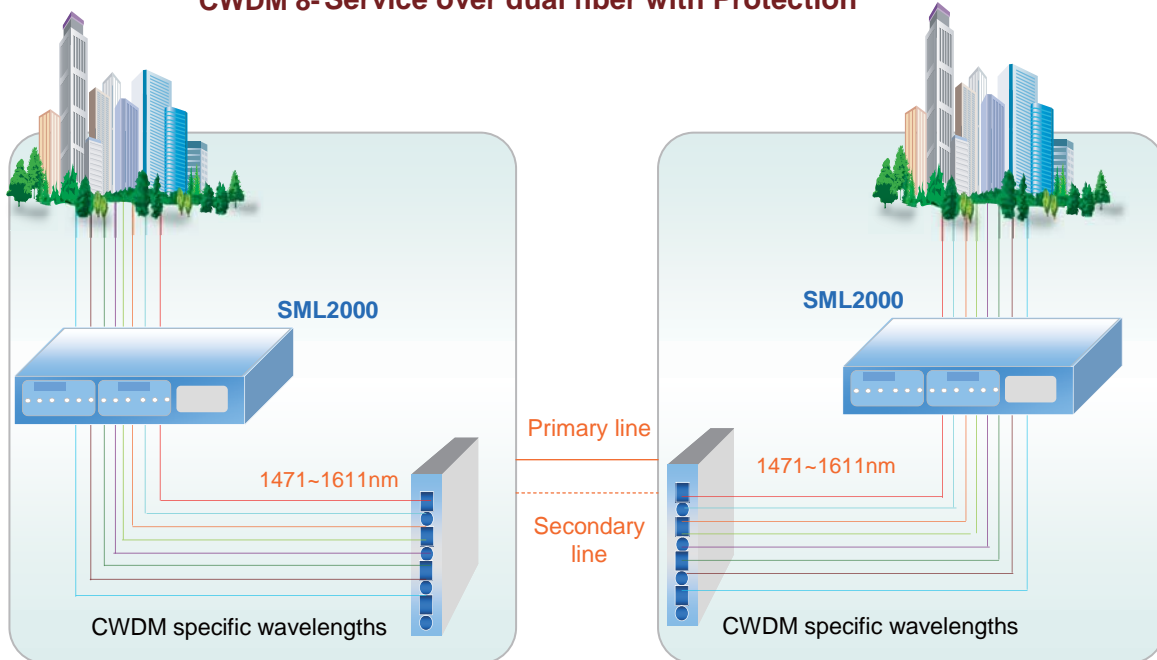 CWDM 8-Service over dual fiber with Protection
SML2000
SML2000
Primary line
1471~1611nm
1471~1611nm
Secondary
line
CWDM specific wavelengths
CWDM specific wavelengths